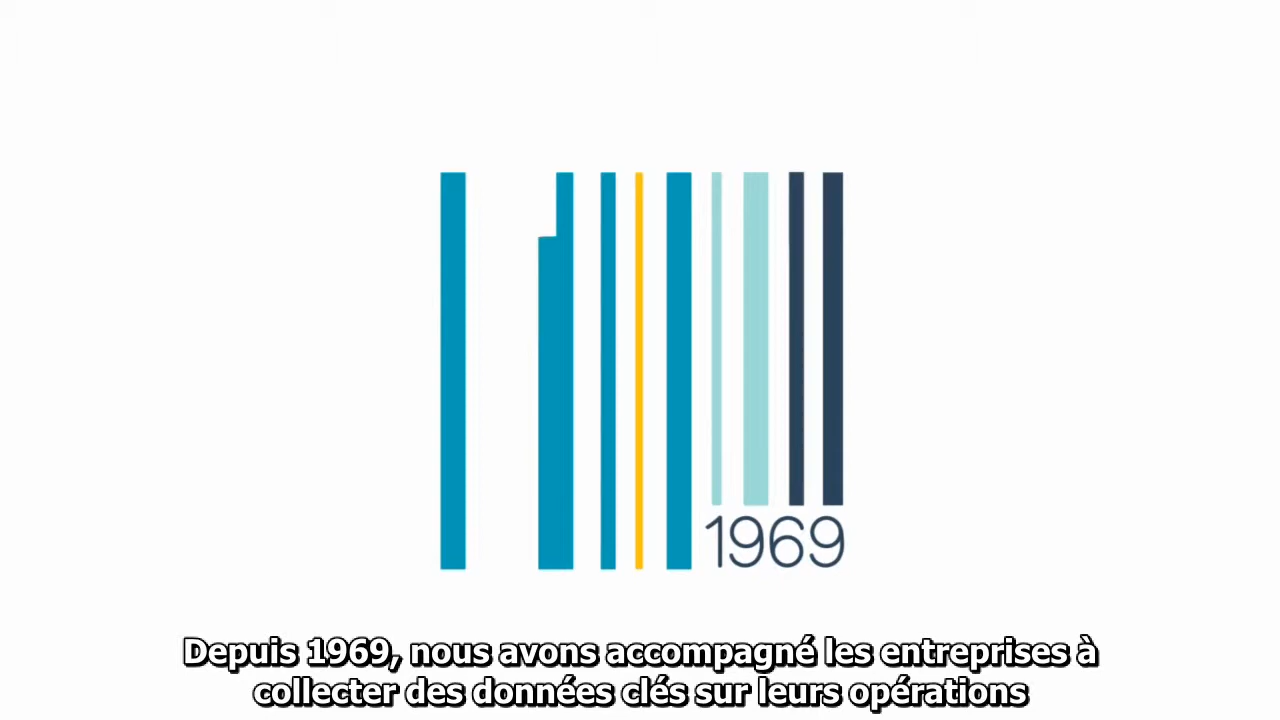 1969
Depuis 1969, nous avons accompagné les entreprises à
collecter des données clés sur leurs opérations